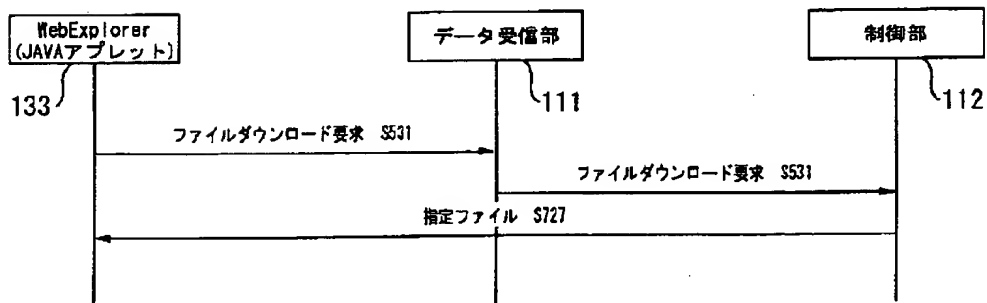 WebExplorer
(JAVAアプレット)
データ受信部
制御部
133
111
112
ファイルダウンロード要求 S531
ファイルダウンロード要求 S531
指定ファイル S727